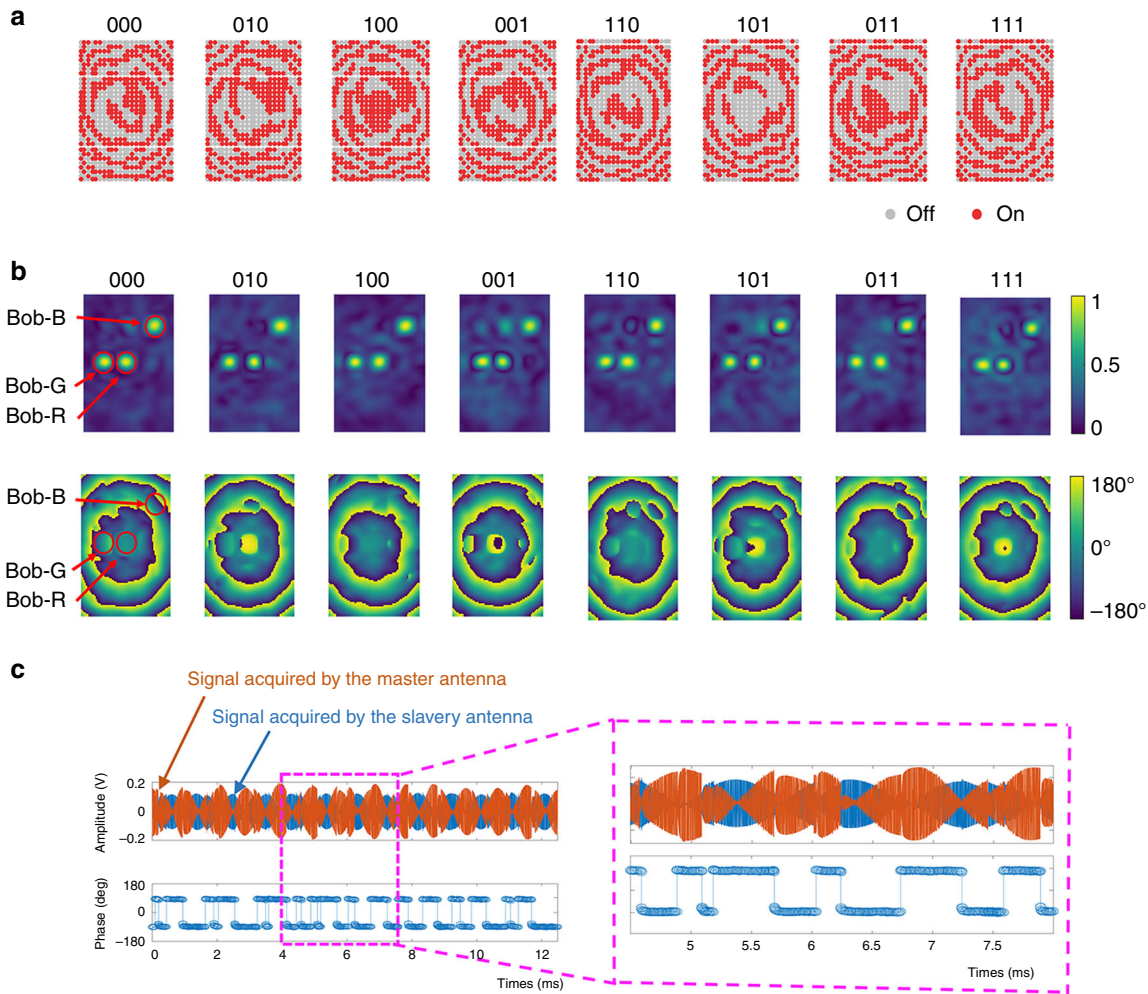 a
000 010 100 001 110 101 011 111
Off On
b
000 010 100 001 110 101 011 111
Bob-B
Bob-G
Bob-R
1
0.5
0
Bob-B
Bob-G
Bob-R
180°
0°
−180°
c
Signal acquired by the master antenna
Signal acquired by the slavery antenna
Amplitude (V)
0.2
0
−0.2
Phase (deg)
180
0
−180
0 2 4 6 8 10 12
Times (ms)
5 5.5 6 6.5 7 7.5
Times (ms)